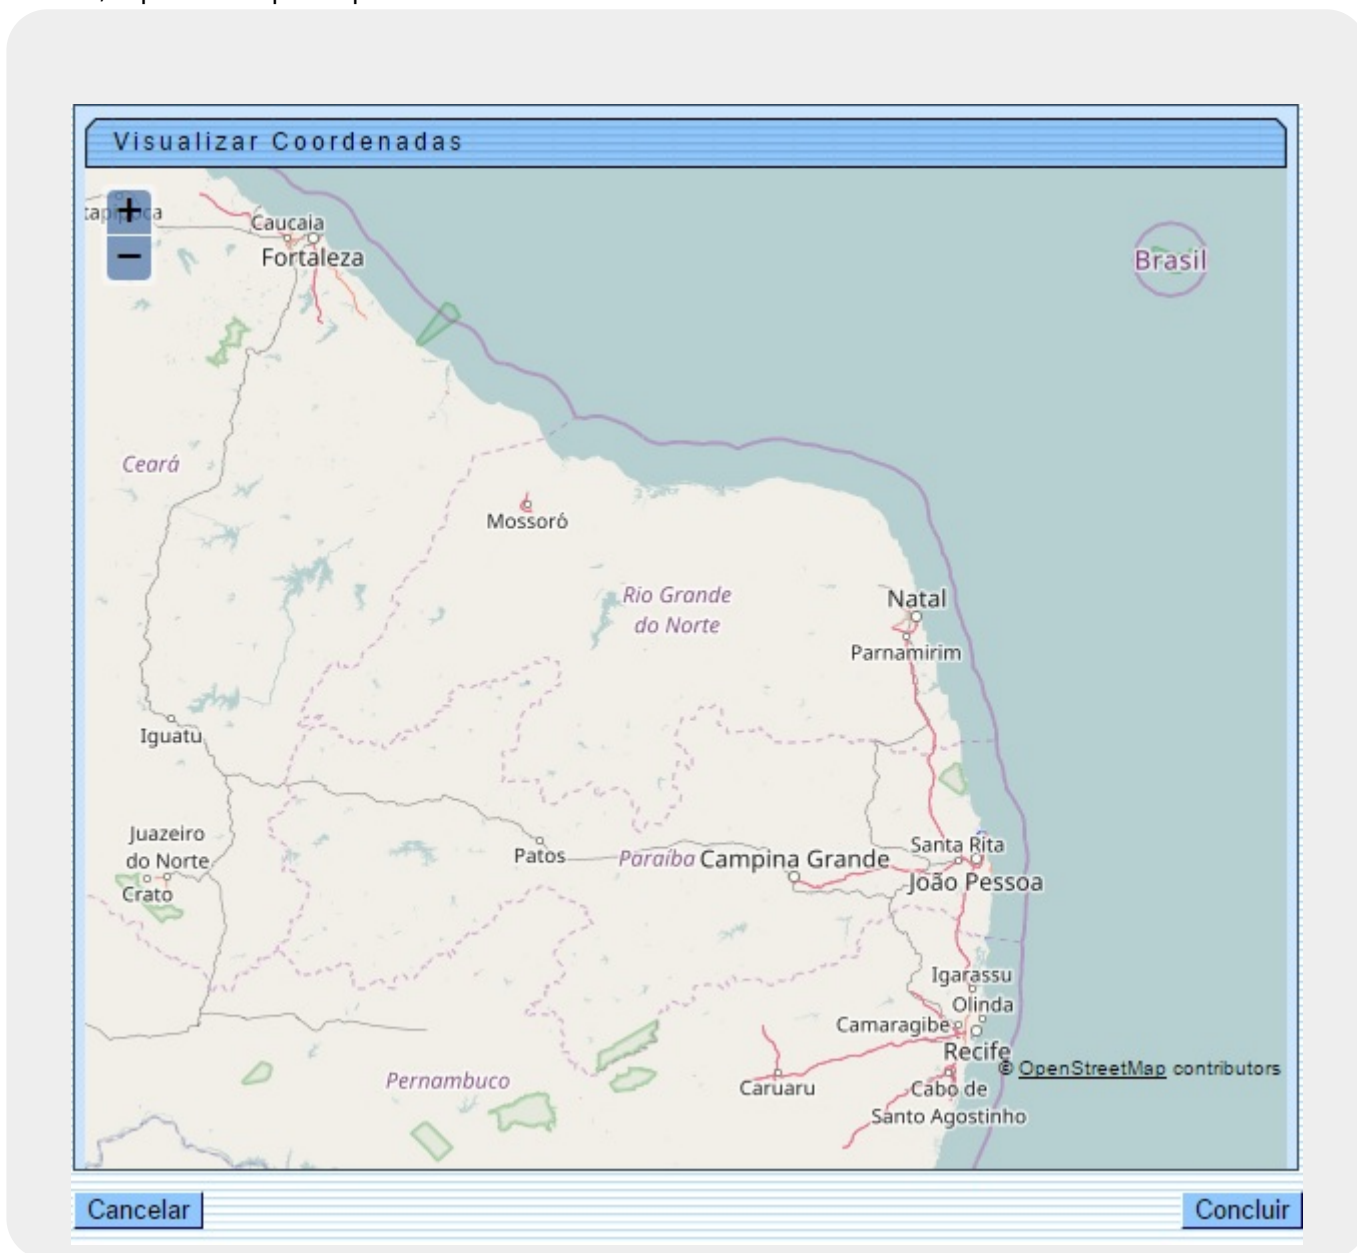 Visualizar Coordenadas
+
−
Caucaia
Fortaleza
Brasil
Ceará
Mossoró
Rio Grande
do Norte
Natal
Parnamirim
Iguatu
Juazeiro
do Norte
Crato
Patos
Paraíba
Campina Grande
Santa Rita
João Pessoa
Igarassu
Olinda
Camaragibe
Recife
© OpenStreetMap contributors
Pernambuco
Caruaru
Cabo de
Santo Agostinho
Cancelar
Concluir